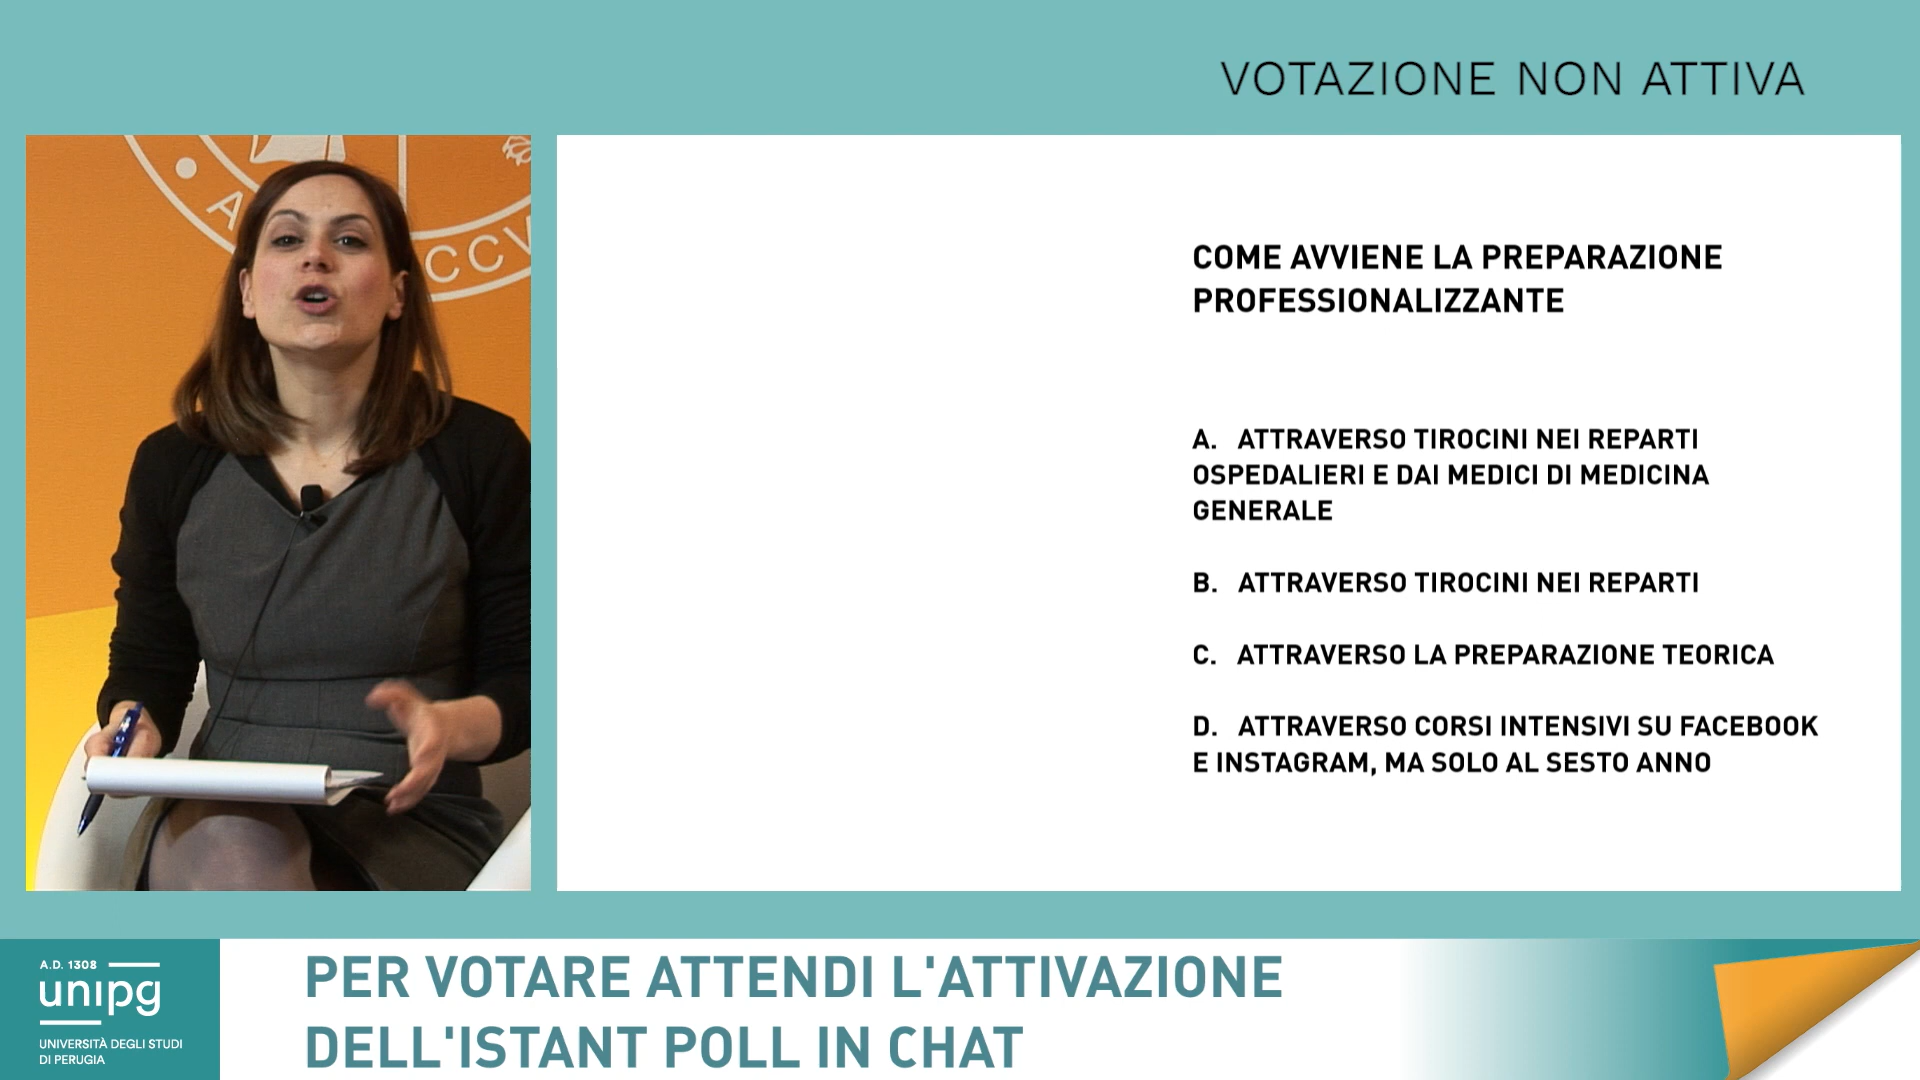 VOTAZIONE NON ATTIVA
A
CCV
COME AVVIENE LA PREPARAZIONE
PROFESSIONALIZZANTE
A. ATTRAVERSO TIROCINI NEI REPARTI
OSPEDALIERI E DAI MEDICI DI MEDICINA
GENERALE
B. ATTRAVERSO TIROCINI NEI REPARTI
C. ATTRAVERSO LA PREPARAZIONE TEORICA
D. ATTRAVERSO CORSI INTENSIVI SU FACEBOOK
E INSTAGRAM, MA SOLO AL SESTO ANNO
A.D. 1308
unipg
UNIVERSITÀ DEGLI STUDI
DI PERUGIA
PER VOTARE ATTENDI L'ATTIVAZIONE
DELL'ISTANT POLL IN CHAT